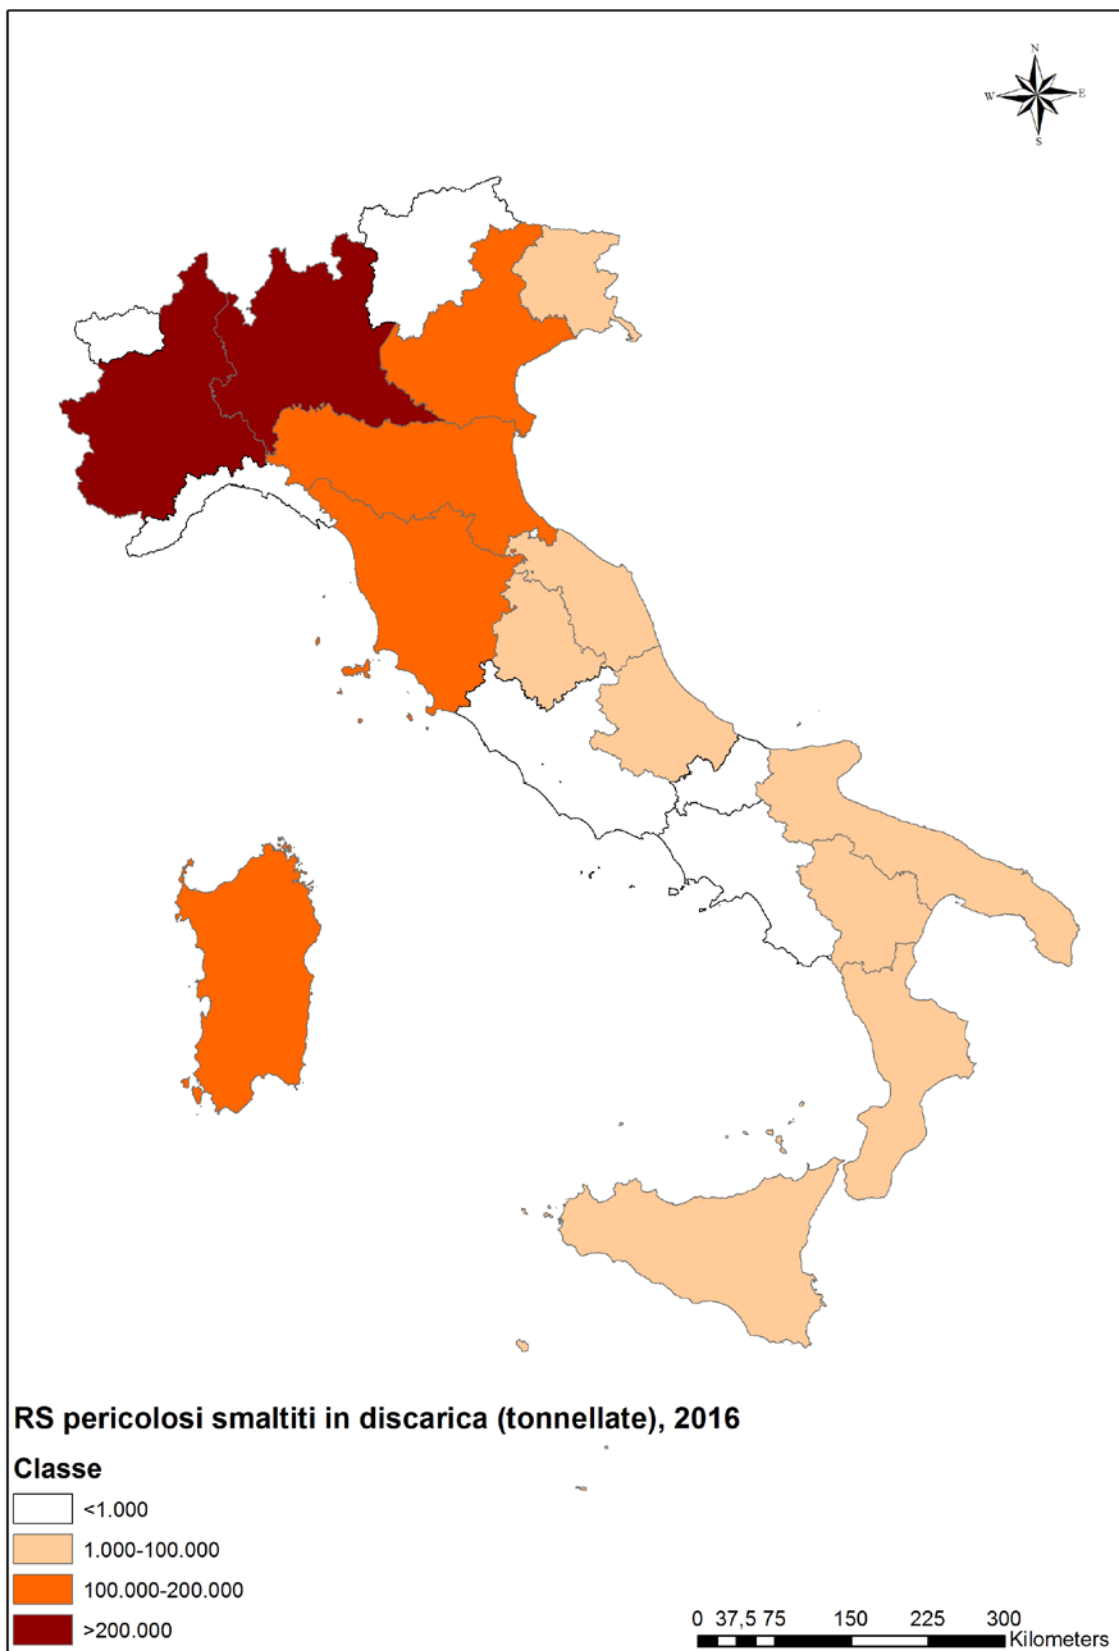 N
W E
S
RS pericolosi smaltiti in discarica (tonnellate), 2016
Classe
<1.000
1.000-100.000
100.000-200.000
>200.000
0 37,5 75 150 225 300
Kilometers